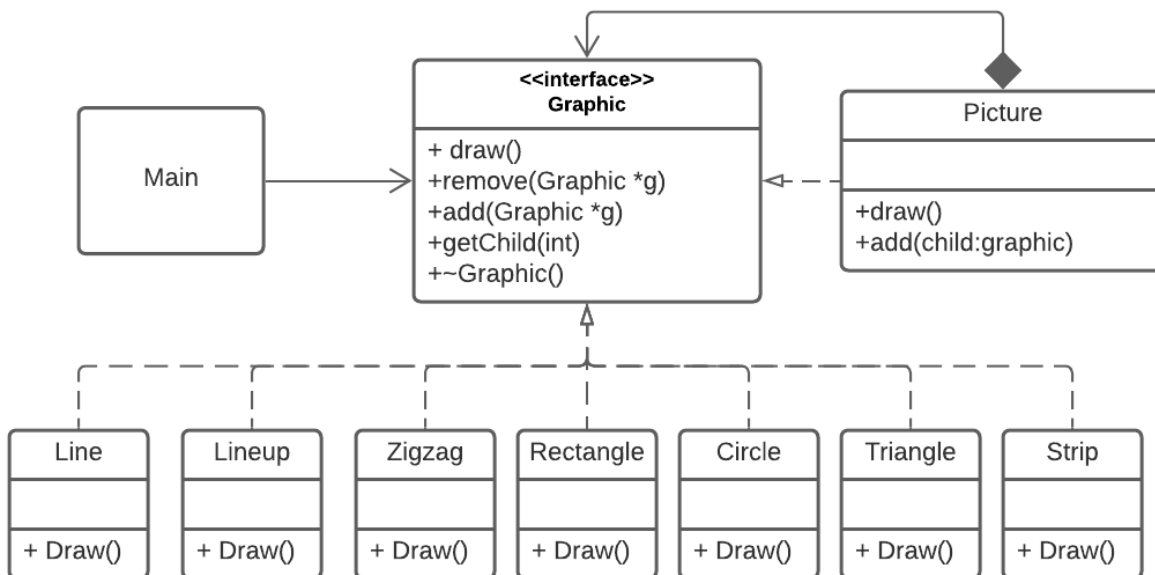 <<interface>>
Graphic
+ draw()
+remove(Graphic *g)
+add(Graphic *g)
+getChild(int)
+~Graphic()
Main
Picture
+draw()
+add(child:graphic)
Line
+ Draw()
Lineup
+ Draw()
Zigzag
+ Draw()
Rectangle
+ Draw()
Circle
+ Draw()
Triangle
+ Draw()
Strip
+ Draw()